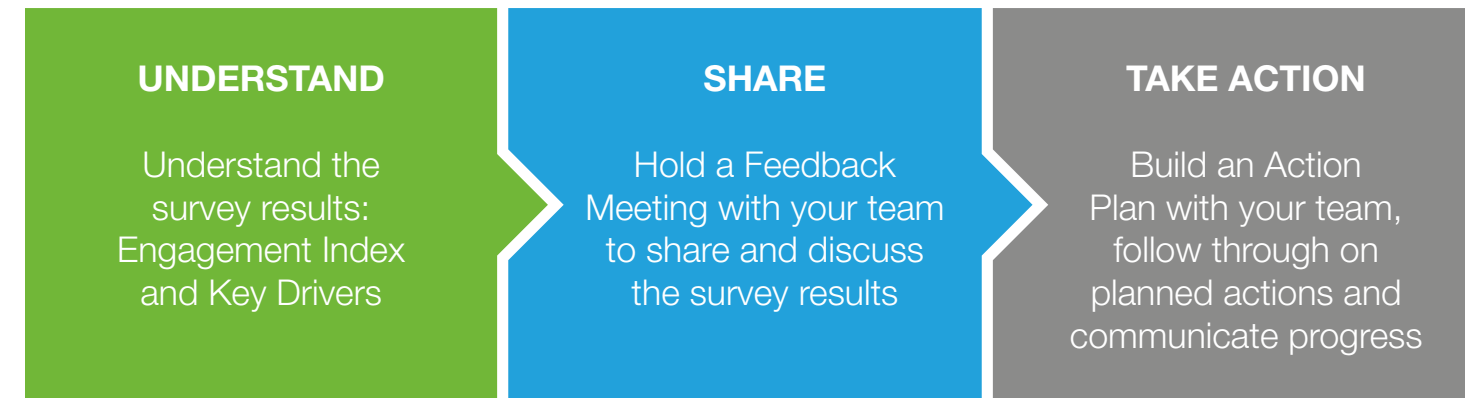 UNDERSTAND
Understand the
survey results:
Engagement Index
and Key Drivers
SHARE
Hold a Feedback
Meeting with your team
to share and discuss
the survey results
TAKE ACTION
Build an Action
Plan with your team,
follow through on
planned actions and
communicate progress